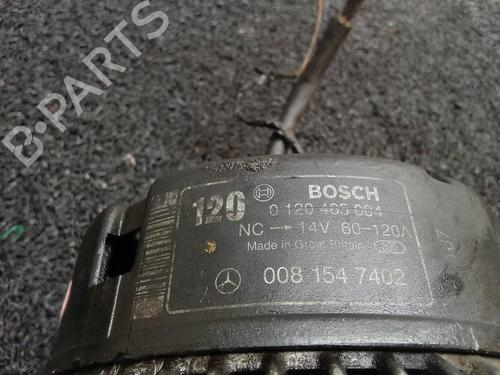 B-PARTS
120 BOSCH
0 120 465 004
NC → 14V 60-120A
Made in Great Britain
008 154 7402